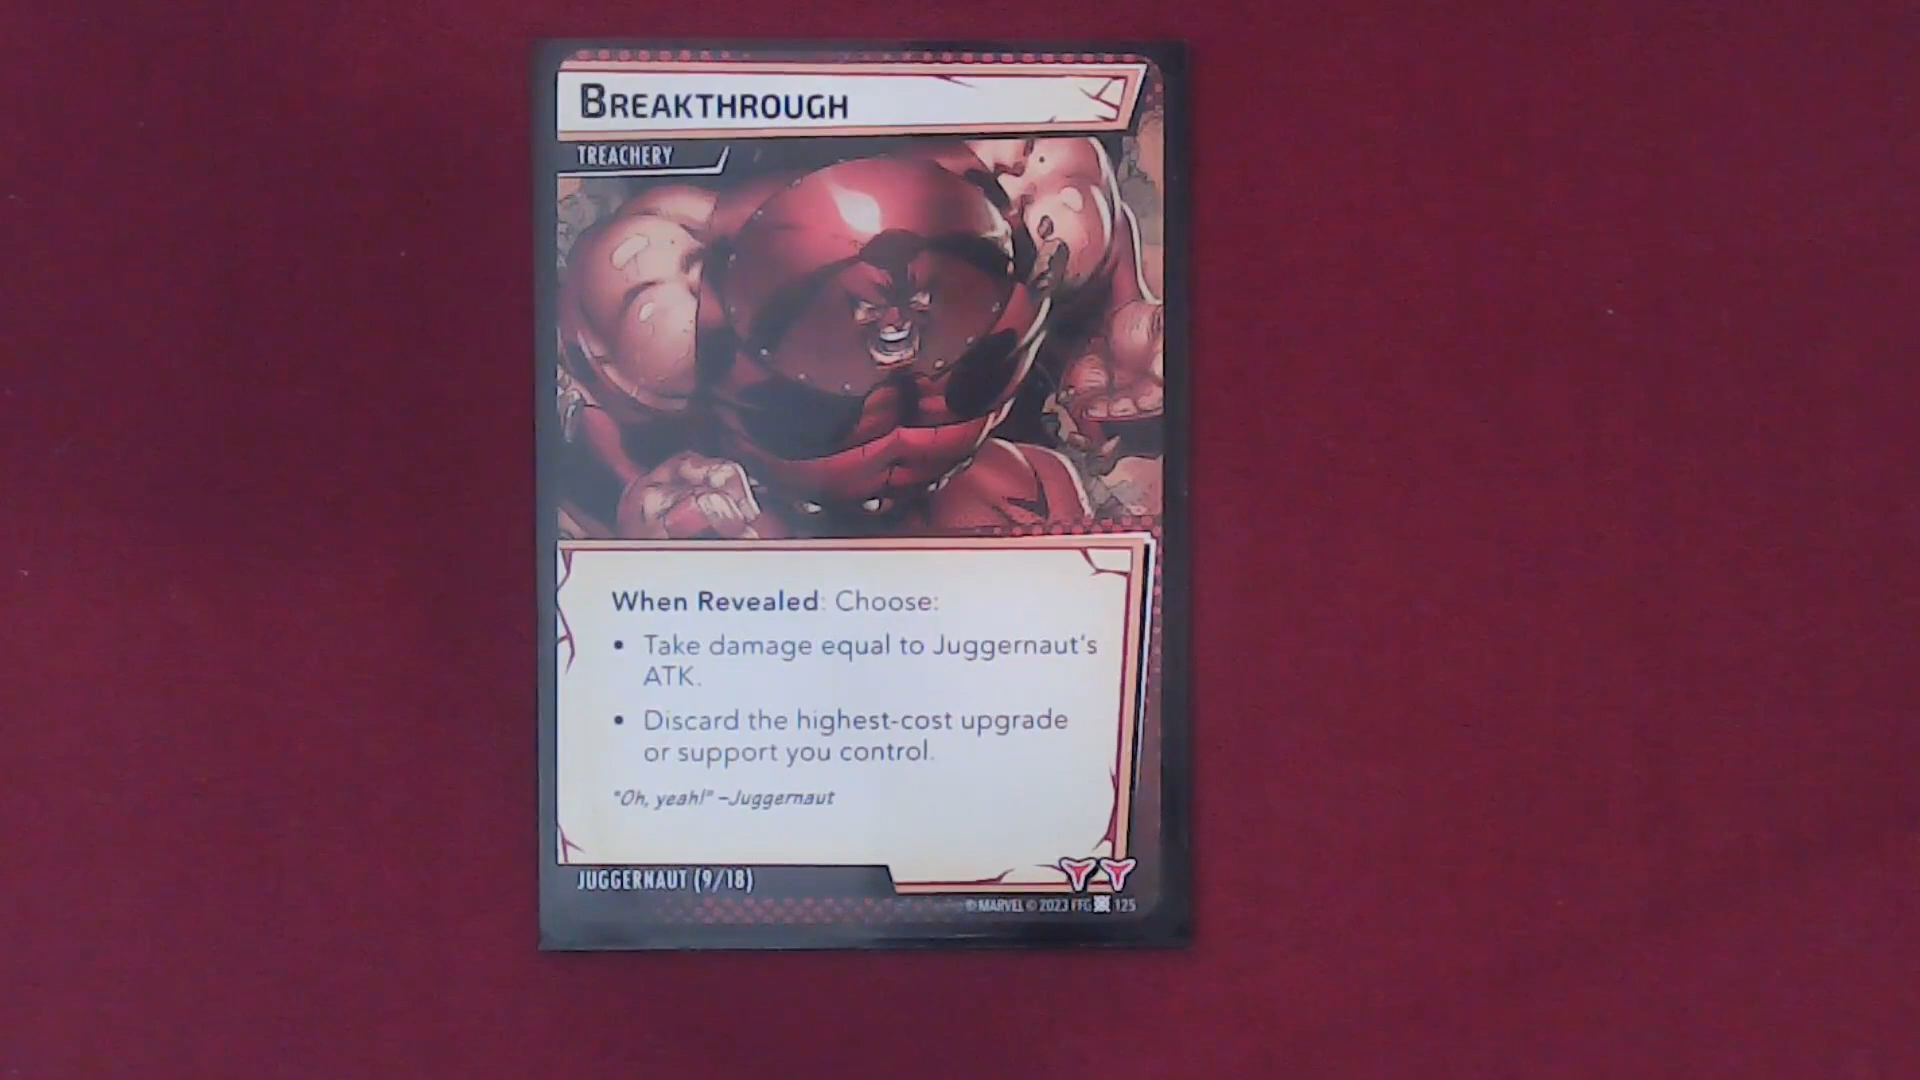 BREAKTHROUGH
TREACHERY
When Revealed: Choose:
• Take damage equal to Juggernaut's
ATK.
• Discard the highest-cost upgrade
or support you control.
"Oh, yeah!" –Juggernaut
JUGGERNAUT (9/18)
© MARVEL © 2023 FFG 125